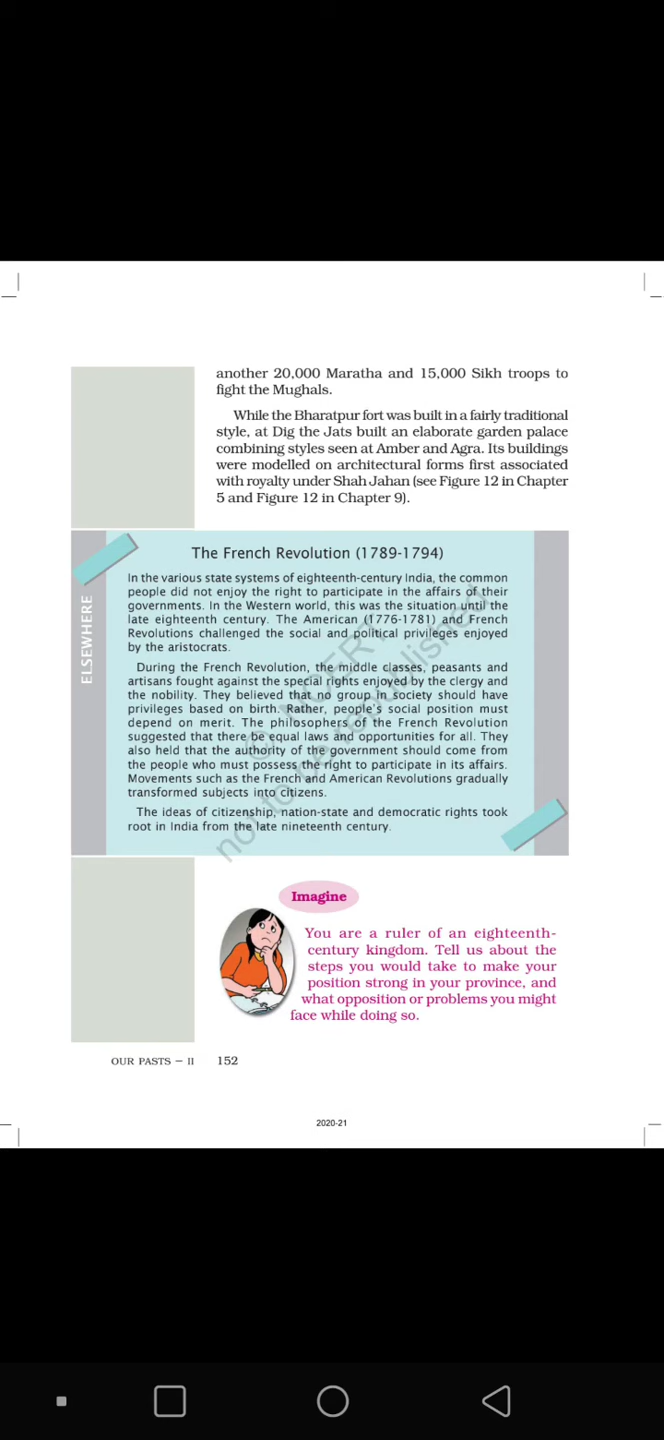 another 20,000 Maratha and 15,000 Sikh troops to
fight the Mughals.
While the Bharatpur fort was built in a fairly traditional
style, at Dig the Jats built an elaborate garden palace
combining styles seen at Amber and Agra. Its buildings
were modelled on architectural forms first associated
with royalty under Shah Jahan (see Figure 12 in Chapter
5 and Figure 12 in Chapter 9).
ELSEWHERE
The French Revolution (1789-1794)
In the various state systems of eighteenth-century India, the common
people did not enjoy the right to participate in the affairs of their
governments. In the Western world, this was the situation until the
late eighteenth century. The American (1776-1781) and French
Revolutions challenged the social and political privileges enjoyed
by the aristocrats.
During the French Revolution, the middle classes, peasants and
artisans fought against the special rights enjoyed by the clergy and
the nobility. They believed that no group in society should have
privileges based on birth. Rather, people's social position must
depend on merit. The philosophers of the French Revolution
suggested that there be equal laws and opportunities for all. They
also held that the authority of the government should come from
the people who must possess the right to participate in its affairs.
Movements such as the French and American Revolutions gradually
transformed subjects into citizens.
The ideas of citizenship, nation-state and democratic rights took
root in India from the late nineteenth century.
© NCERT
not to be republished
Imagine
You are a ruler of an eighteenth-
century kingdom. Tell us about the
steps you would take to make your
position strong in your province, and
what opposition or problems you might
face while doing so.
OUR PASTS – II 152
2020-21